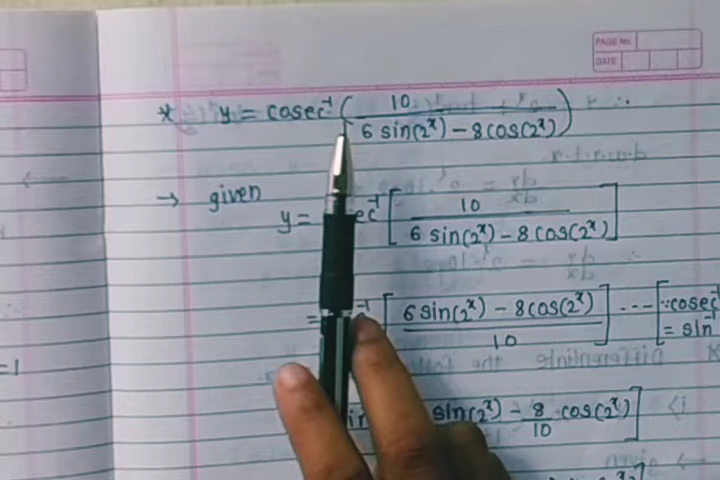 PAGE No.
DATE
* y = cosec⁻¹ ( 10 / 6 sin(2ˣ) − 8 cos(2ˣ) )
→ given
y = ec⁻¹ [ 10 / 6 sin(2ˣ) − 8 cos(2ˣ) ]
= ⁻¹ [ 6 sin(2ˣ) − 8 cos(2ˣ) / 10 ] --- [ ∵ cosec⁻¹
= sin⁻¹
sin(2ˣ) − 8/10 cos(2ˣ) ]
=1